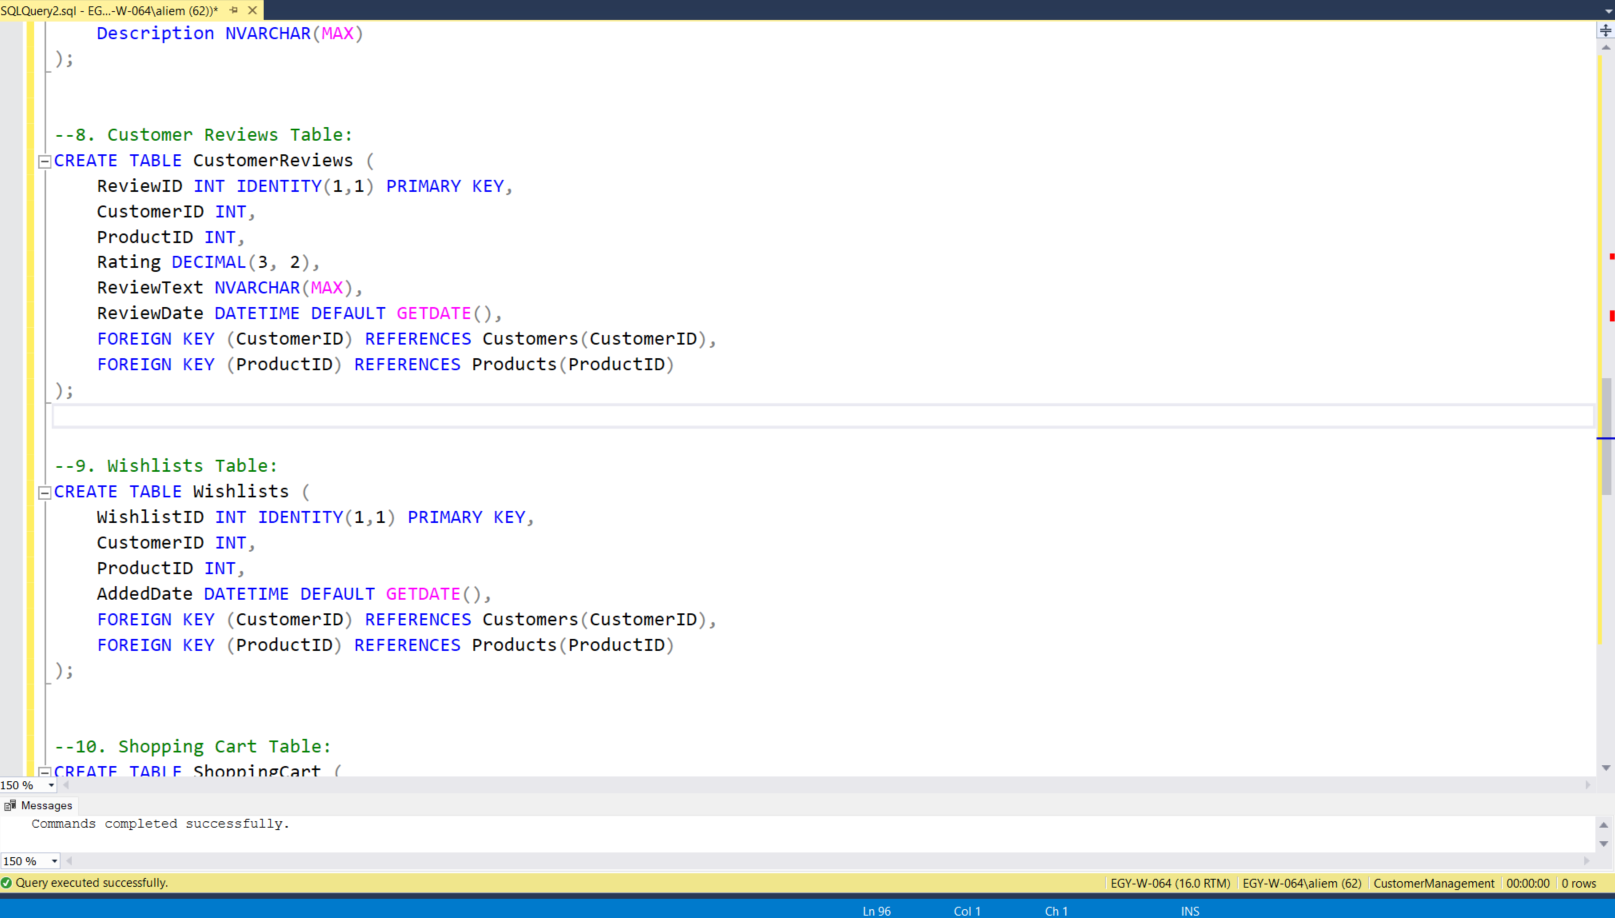 SQLQuery2.sql - EG...-W-064\aliem (62))*
Description NVARCHAR(MAX)
);
--8. Customer Reviews Table:
CREATE TABLE CustomerReviews (
ReviewID INT IDENTITY(1,1) PRIMARY KEY,
CustomerID INT,
ProductID INT,
Rating DECIMAL(3, 2),
ReviewText NVARCHAR(MAX),
ReviewDate DATETIME DEFAULT GETDATE(),
FOREIGN KEY (CustomerID) REFERENCES Customers(CustomerID),
FOREIGN KEY (ProductID) REFERENCES Products(ProductID)
);
--9. Wishlists Table:
CREATE TABLE Wishlists (
WishlistID INT IDENTITY(1,1) PRIMARY KEY,
CustomerID INT,
ProductID INT,
AddedDate DATETIME DEFAULT GETDATE(),
FOREIGN KEY (CustomerID) REFERENCES Customers(CustomerID),
FOREIGN KEY (ProductID) REFERENCES Products(ProductID)
);
--10. Shopping Cart Table:
CREATE TABLE ShoppingCart (
150 %
Messages
Commands completed successfully.
150 %
Query executed successfully. EGY-W-064 (16.0 RTM) EGY-W-064\aliem (62) CustomerManagement 00:00:00 0 rows
Ln 96 Col 1 Ch 1 INS